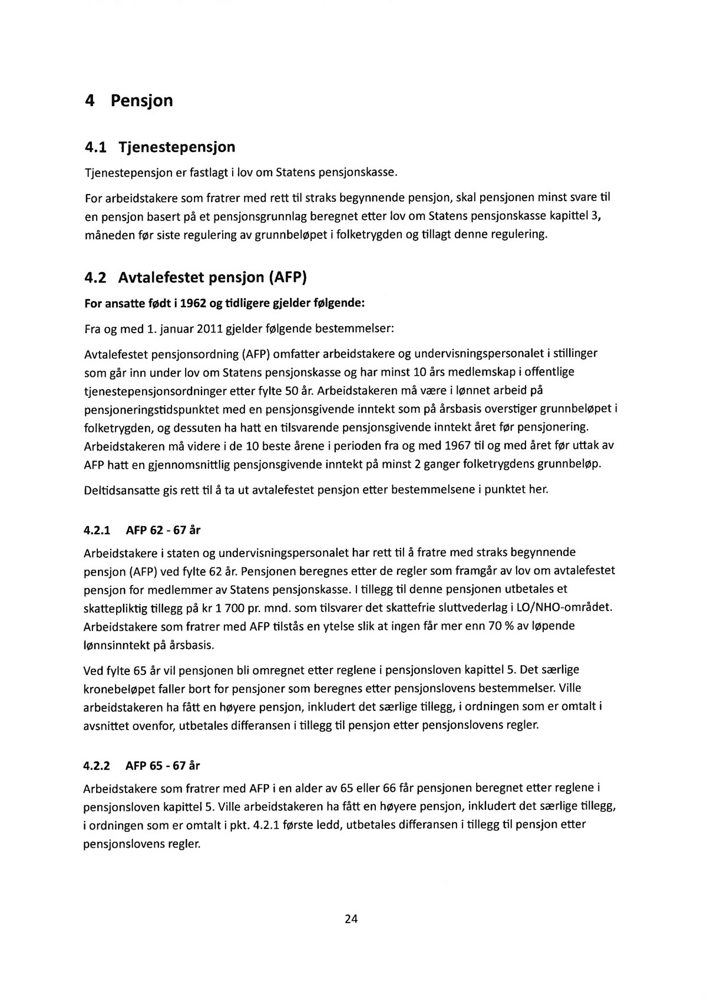 4 Pensjon
4.1 Tjenestepensjon
Tjenestepensjon er fastlagt i lov om Statens pensjonskasse.
For arbeidstakere som fratrer med rett til straks begynnende pensjon, skal pensjonen minst svare til
en pensjon basert på et pensjonsgrunnlag beregnet etter lov om Statens pensjonskasse kapittel 3,
måneden før siste regulering av grunnbeløpet i folketrygden og tillagt denne regulering.
4.2 Avtalefestet pensjon (AFP)
For ansatte født i 1962 og tidligere gjelder følgende:
Fra og med 1. januar 2011 gjelder følgende bestemmelser:
Avtalefestet pensjonsordning (AFP) omfatter arbeidstakere og undervisningspersonalet i stillinger
som går inn under lov om Statens pensjonskasse og har minst 10 års medlemskap i offentlige
tjenestepensjonsordninger etter fylte 50 år. Arbeidstakeren må være i lønnet arbeid på
pensjoneringstidspunktet med en pensjonsgivende inntekt som på årsbasis overstiger grunnbeløpet i
folketrygden, og dessuten ha hatt en tilsvarende pensjonsgivende inntekt året før pensjonering.
Arbeidstakeren må videre i de 10 beste årene i perioden fra og med 1967 til og med året før uttak av
AFP hatt en gjennomsnittlig pensjonsgivende inntekt på minst 2 ganger folketrygdens grunnbeløp.
Deltidsansatte gis rett til å ta ut avtalefestet pensjon etter bestemmelsene i punktet her.
4.2.1 AFP 62 - 67 år
Arbeidstakere i staten og undervisningspersonalet har rett til å fratre med straks begynnende
pensjon (AFP) ved fylte 62 år. Pensjonen beregnes etter de regler som framgår av lov om avtalefestet
pensjon for medlemmer av Statens pensjonskasse. I tillegg til denne pensjonen utbetales et
skattepliktig tillegg på kr 1 700 pr. mnd. som tilsvarer det skattefrie sluttvederlag i LO/NHO-området.
Arbeidstakere som fratrer med AFP tilstås en ytelse slik at ingen får mer enn 70 % av løpende
lønnsinntekt på årsbasis.
Ved fylte 65 år vil pensjonen bli omregnet etter reglene i pensjonsloven kapittel 5. Det særlige
kronebeløpet faller bort for pensjoner som beregnes etter pensjonslovens bestemmelser. Ville
arbeidstakeren ha fått en høyere pensjon, inkludert det særlige tillegg, i ordningen som er omtalt i
avsnittet ovenfor, utbetales differansen i tillegg til pensjon etter pensjonslovens regler.
4.2.2 AFP 65 - 67 år
Arbeidstakere som fratrer med AFP i en alder av 65 eller 66 får pensjonen beregnet etter reglene i
pensjonsloven kapittel 5. Ville arbeidstakeren ha fått en høyere pensjon, inkludert det særlige tillegg,
i ordningen som er omtalt i pkt. 4.2.1 første ledd, utbetales differansen i tillegg til pensjon etter
pensjonslovens regler.
24